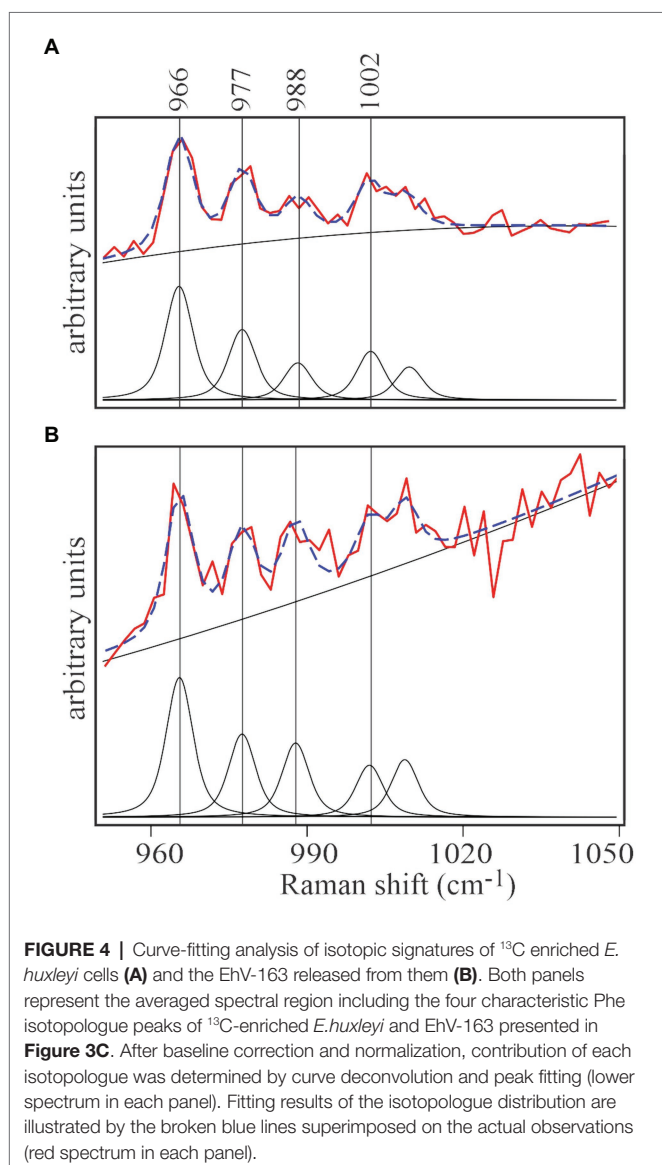 A
966 977 988 1002
arbitrary units
B
arbitrary units
960 990 1020 1050
Raman shift (cm⁻¹)
FIGURE 4 | Curve-fitting analysis of isotopic signatures of ¹³C enriched E.
huxleyi cells (A) and the EhV-163 released from them (B). Both panels
represent the averaged spectral region including the four characteristic Phe
isotopologue peaks of ¹³C-enriched E.huxleyi and EhV-163 presented in
Figure 3C. After baseline correction and normalization, contribution of each
isotopologue was determined by curve deconvolution and peak fitting (lower
spectrum in each panel). Fitting results of the isotopologue distribution are
illustrated by the broken blue lines superimposed on the actual observations
(red spectrum in each panel).